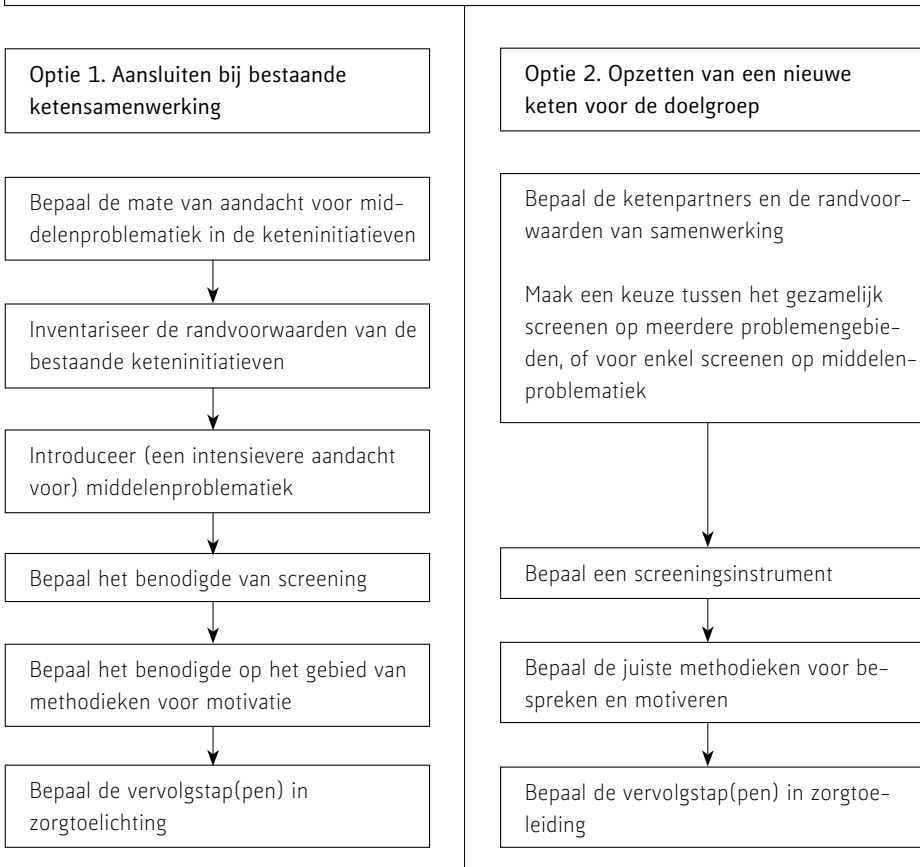 Optie 1. Aansluiten bij bestaande
ketensamenwerking
Bepaal de mate van aandacht voor mid-
delenproblematiek in de keteninitiatieven
Inventariseer de randvoorwaarden van de
bestaande keteninitiatieven
Introduceer (een intensievere aandacht
voor) middelenproblematiek
Bepaal het benodigde van screening
Bepaal het benodigde op het gebied van
methodieken voor motivatie
Bepaal de vervolgstap(pen) in
zorgtoelichting
Optie 2. Opzetten van een nieuwe
keten voor de doelgroep
Bepaal de ketenpartners en de randvoor-
waarden van samenwerking
Maak een keuze tussen het gezamelijk
screenen op meerdere problemengebie-
den, of voor enkel screenen op middelen-
problematiek
Bepaal een screeningsinstrument
Bepaal de juiste methodieken voor be-
spreken en motiveren
Bepaal de vervolgstap(pen) in zorgtoe-
leiding